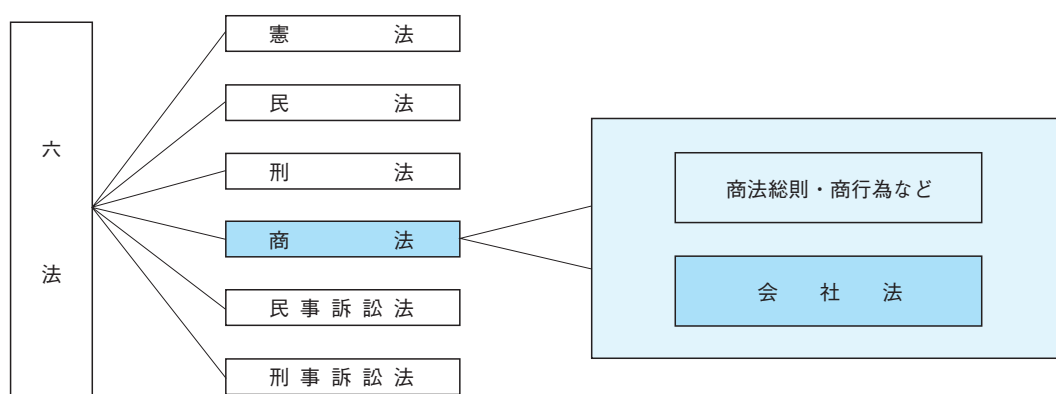 六法
憲法
民法
刑法
商法
民事訴訟法
刑事訴訟法
商法総則・商行為など
会社法